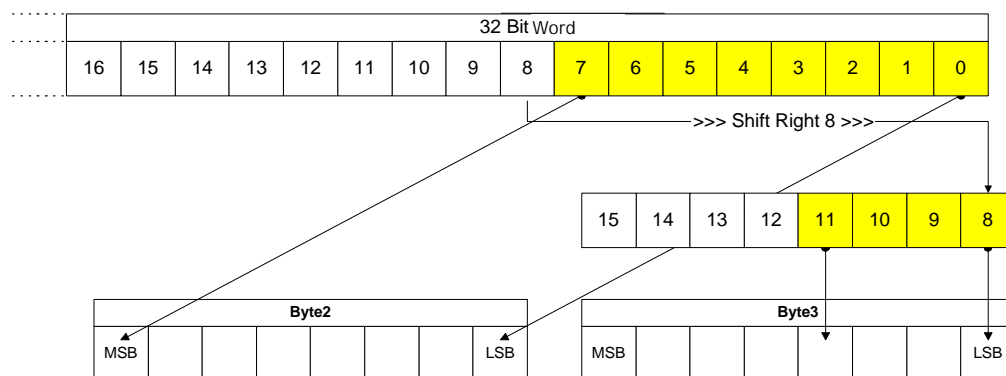 32 Bit Word
16 15 14 13 12 11 10 9 8 7 6 5 4 3 2 1 0
>>> Shift Right 8 >>>
15 14 13 12 11 10 9 8
Byte2 Byte3
MSB LSB MSB LSB